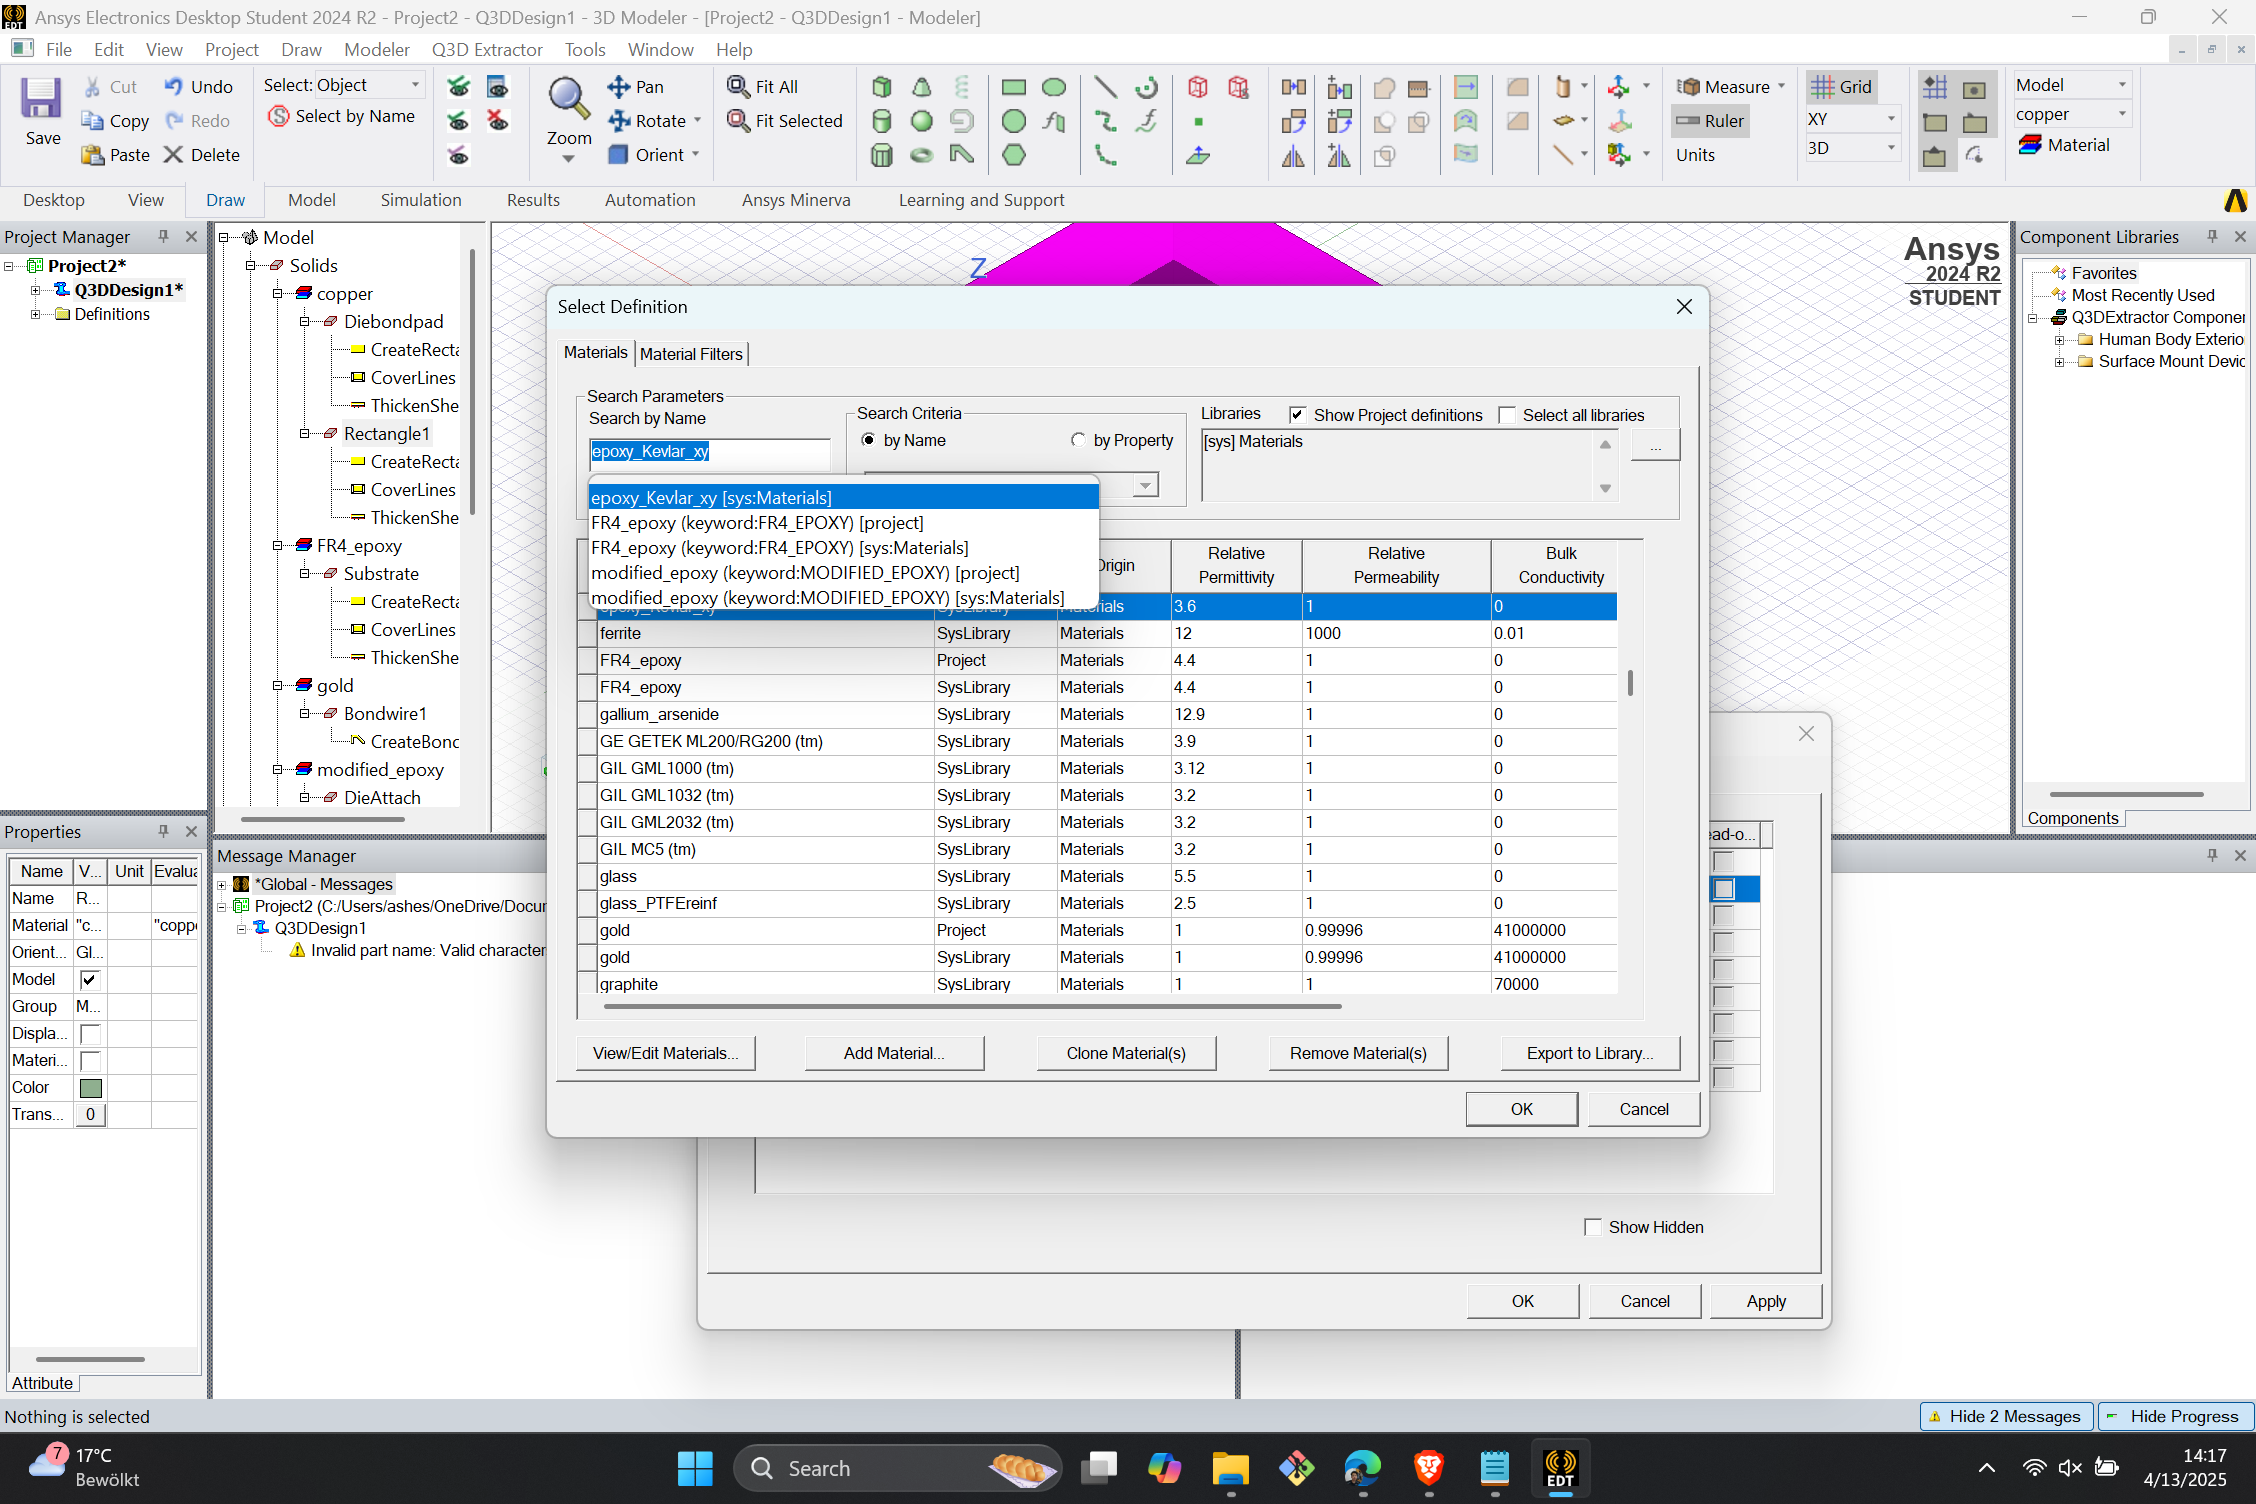 Ansys Electronics Desktop Student 2024 R2 - Project2 - Q3DDesign1 - 3D Modeler - [Project2 - Q3DDesign1 - Modeler]
File Edit View Project Draw Modeler Q3D Extractor Tools Window Help
Save
Cut
Copy
Paste
Undo
Redo
Delete
Select: Object
Select by Name
Zoom
Pan
Rotate
Orient
Fit All
Fit Selected
Measure
Ruler
Units
Grid
XY
3D
Model
copper
Material
Desktop View Draw Model Simulation Results Automation Ansys Minerva Learning and Support
Project Manager
Project2*
Q3DDesign1*
Definitions
Model
Solids
copper
Diebondpad
CreateRecta
CoverLines
ThickenShe
Rectangle1
CreateRecta
CoverLines
ThickenShe
FR4_epoxy
Substrate
CreateRecta
CoverLines
ThickenShe
gold
Bondwire1
CreateBonc
modified_epoxy
DieAttach
Z
Ansys
2024 R2
STUDENT
Component Libraries
Favorites
Most Recently Used
Q3DExtractor Componer
Human Body Exterio
Surface Mount Devic
Components
Select Definition
Materials Material Filters
Search Parameters
Search by Name
epoxy_Kevlar_xy
Search Criteria
by Name by Property
Libraries Show Project definitions Select all libraries
[sys] Materials
...
epoxy_Kevlar_xy [sys:Materials]
FR4_epoxy (keyword:FR4_EPOXY) [project]
FR4_epoxy (keyword:FR4_EPOXY) [sys:Materials]
modified_epoxy (keyword:MODIFIED_EPOXY) [project]
modified_epoxy (keyword:MODIFIED_EPOXY) [sys:Materials]
Origin Relative Permittivity Relative Permeability Bulk Conductivity
epoxy_Kevlar_xy SysLibrary Materials 3.6 1 0
ferrite SysLibrary Materials 12 1000 0.01
FR4_epoxy Project Materials 4.4 1 0
FR4_epoxy SysLibrary Materials 4.4 1 0
gallium_arsenide SysLibrary Materials 12.9 1 0
GE GETEK ML200/RG200 (tm) SysLibrary Materials 3.9 1 0
GIL GML1000 (tm) SysLibrary Materials 3.12 1 0
GIL GML1032 (tm) SysLibrary Materials 3.2 1 0
GIL GML2032 (tm) SysLibrary Materials 3.2 1 0
GIL MC5 (tm) SysLibrary Materials 3.2 1 0
glass SysLibrary Materials 5.5 1 0
glass_PTFEreinf SysLibrary Materials 2.5 1 0
gold Project Materials 1 0.99996 41000000
gold SysLibrary Materials 1 0.99996 41000000
graphite SysLibrary Materials 1 1 70000
View/Edit Materials... Add Material... Clone Material(s) Remove Material(s) Export to Library...
OK Cancel
ead-o...
Show Hidden
OK Cancel Apply
Properties
Name V... Unit Evalua
Name R...
Material "c... "coppe
Orient... Gl...
Model
Group M...
Displa...
Materi...
Color
Trans... 0
Attribute
Message Manager
*Global - Messages
Project2 (C:/Users/ashes/OneDrive/Docur
Q3DDesign1
Invalid part name: Valid character
Nothing is selected
Hide 2 Messages Hide Progress
7
17°C
Bewölkt
Search
EDT
14:17
4/13/2025